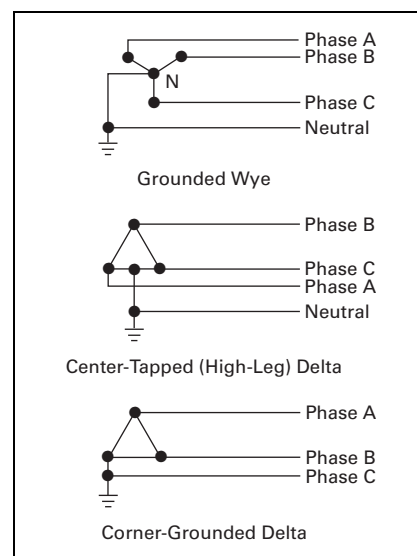 Phase A
Phase B
N
Phase C
Neutral
Grounded Wye
Phase B
Phase C
Phase A
Neutral
Center-Tapped (High-Leg) Delta
Phase A
Phase B
Phase C
Corner-Grounded Delta